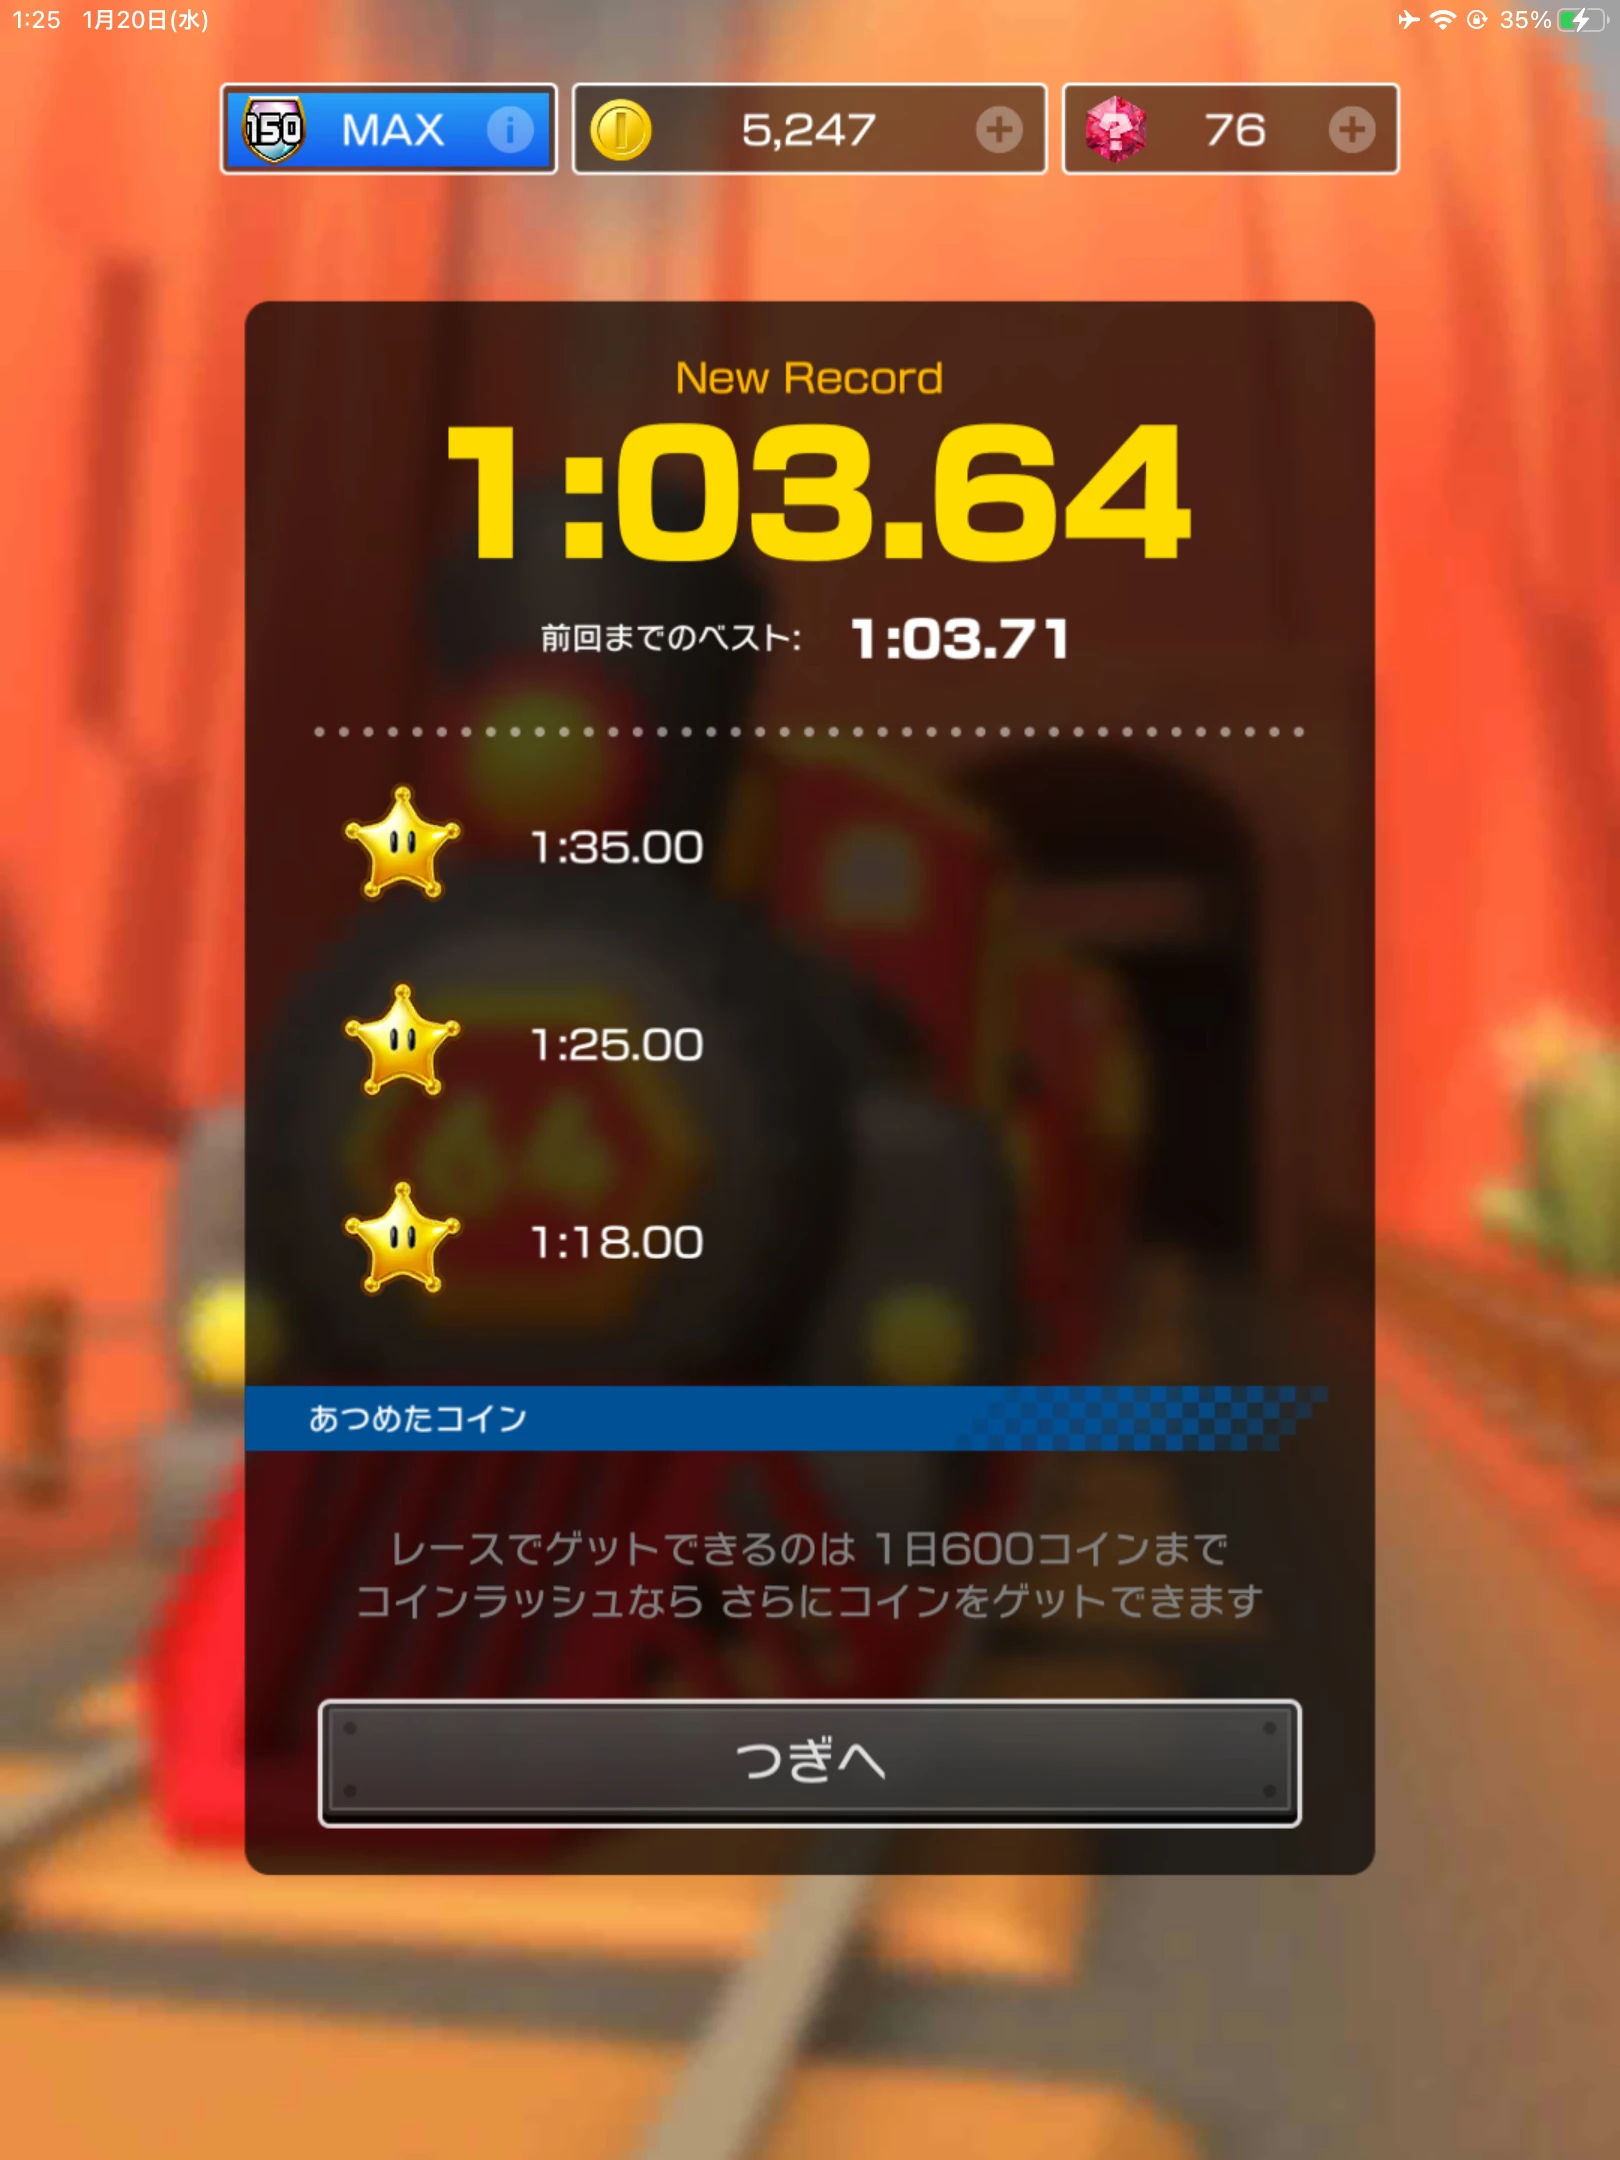 1:25 1月20日(水)
35%
150 MAX i
5,247
? 76
New Record
1:03.64
前回までのベスト: 1:03.71
1:35.00
1:25.00
1:18.00
あつめたコイン
レースでゲットできるのは 1日600コインまで
コインラッシュなら さらにコインをゲットできます
つぎへ